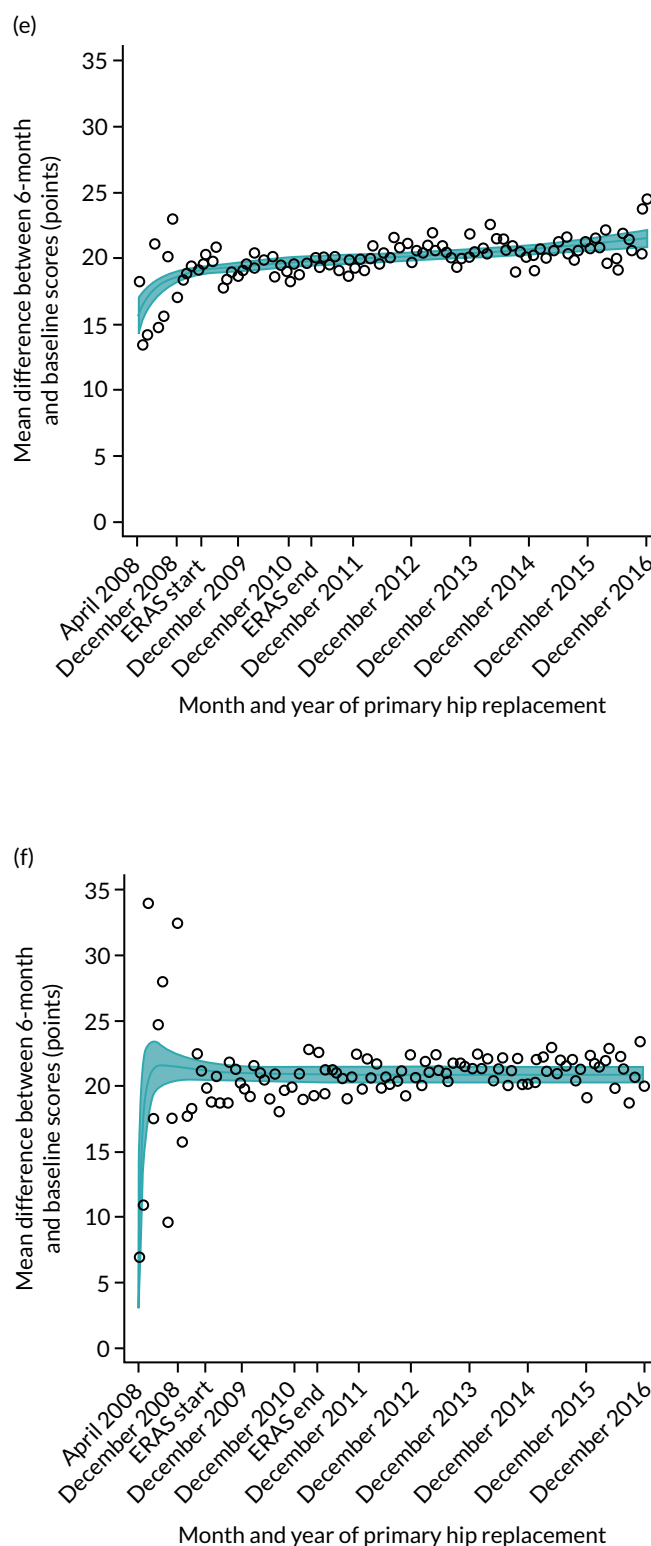 (e)
35
30
25
20
15
10
5
0
Mean difference between 6-month
and baseline scores (points)
April 2008
December 2008
ERAS start
December 2009
December 2010
ERAS end
December 2011
December 2012
December 2013
December 2014
December 2015
December 2016
Month and year of primary hip replacement
(f)
35
30
25
20
15
10
5
0
Mean difference between 6-month
and baseline scores (points)
April 2008
December 2008
ERAS start
December 2009
December 2010
ERAS end
December 2011
December 2012
December 2013
December 2014
December 2015
December 2016
Month and year of primary hip replacement